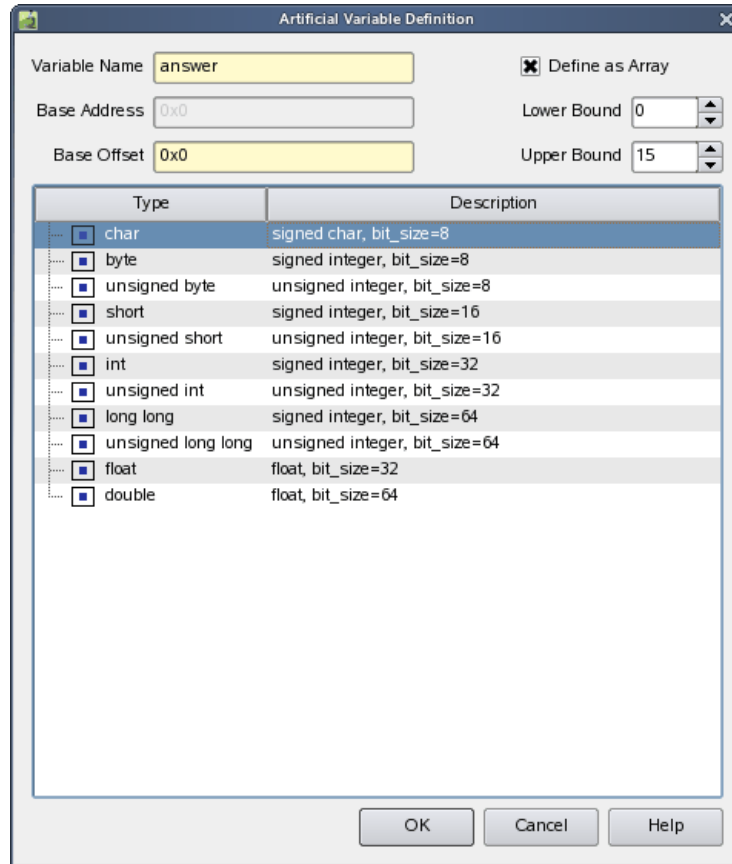 Artificial Variable Definition
Variable Name answer Define as Array
Base Address 0x0 Lower Bound 0
Base Offset 0x0 Upper Bound 15
Type Description
char signed char, bit_size=8
byte signed integer, bit_size=8
unsigned byte unsigned integer, bit_size=8
short signed integer, bit_size=16
unsigned short unsigned integer, bit_size=16
int signed integer, bit_size=32
unsigned int unsigned integer, bit_size=32
long long signed integer, bit_size=64
unsigned long long unsigned integer, bit_size=64
float float, bit_size=32
double float, bit_size=64
OK Cancel Help